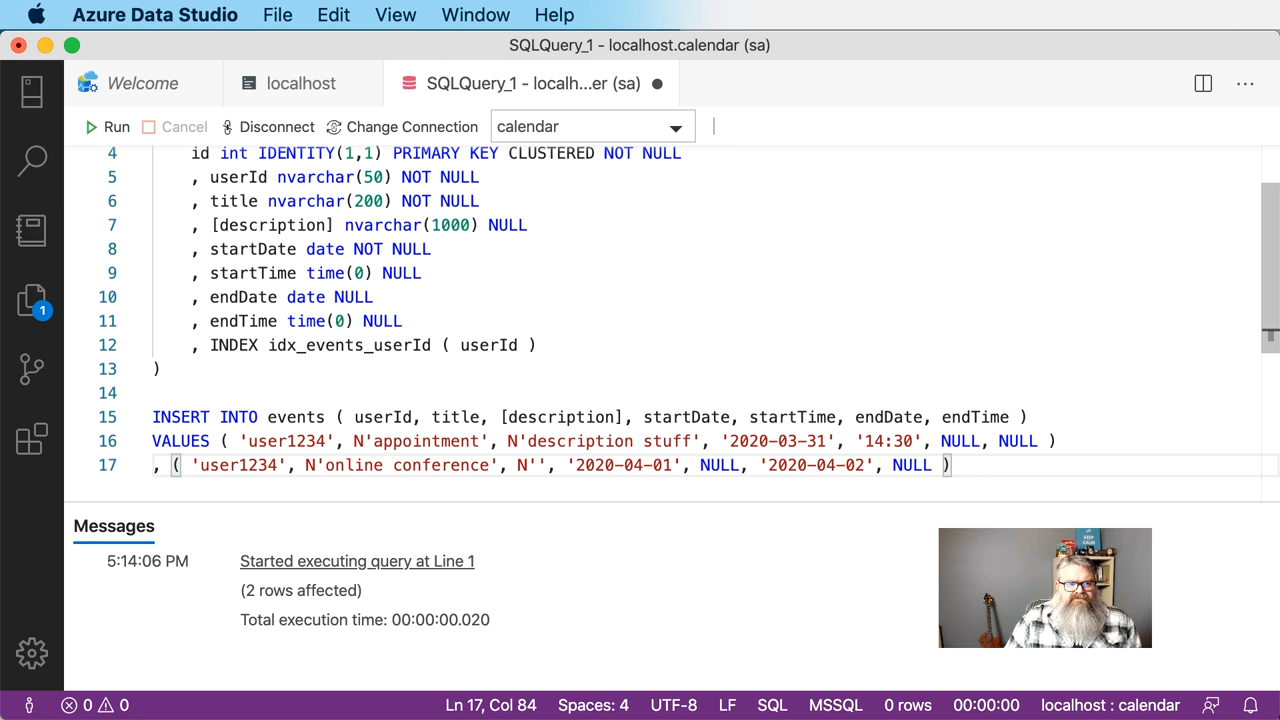 Azure Data Studio File Edit View Window Help
SQLQuery_1 - localhost.calendar (sa)
Welcome localhost SQLQuery_1 - localh...er (sa)
Run Cancel Disconnect Change Connection calendar
4 id int IDENTITY(1,1) PRIMARY KEY CLUSTERED NOT NULL
5 , userId nvarchar(50) NOT NULL
6 , title nvarchar(200) NOT NULL
7 , [description] nvarchar(1000) NULL
8 , startDate date NOT NULL
9 , startTime time(0) NULL
10 , endDate date NULL
11 , endTime time(0) NULL
12 , INDEX idx_events_userId ( userId )
13 )
14
15 INSERT INTO events ( userId, title, [description], startDate, startTime, endDate, endTime )
16 VALUES ( 'user1234', N'appointment', N'description stuff', '2020-03-31', '14:30', NULL, NULL )
17 , ( 'user1234', N'online conference', N'', '2020-04-01', NULL, '2020-04-02', NULL )
1
Messages
5:14:06 PM Started executing query at Line 1
(2 rows affected)
Total execution time: 00:00:00.020
KEEP
CALM
0 0 Ln 17, Col 84 Spaces: 4 UTF-8 LF SQL MSSQL 0 rows 00:00:00 localhost : calendar